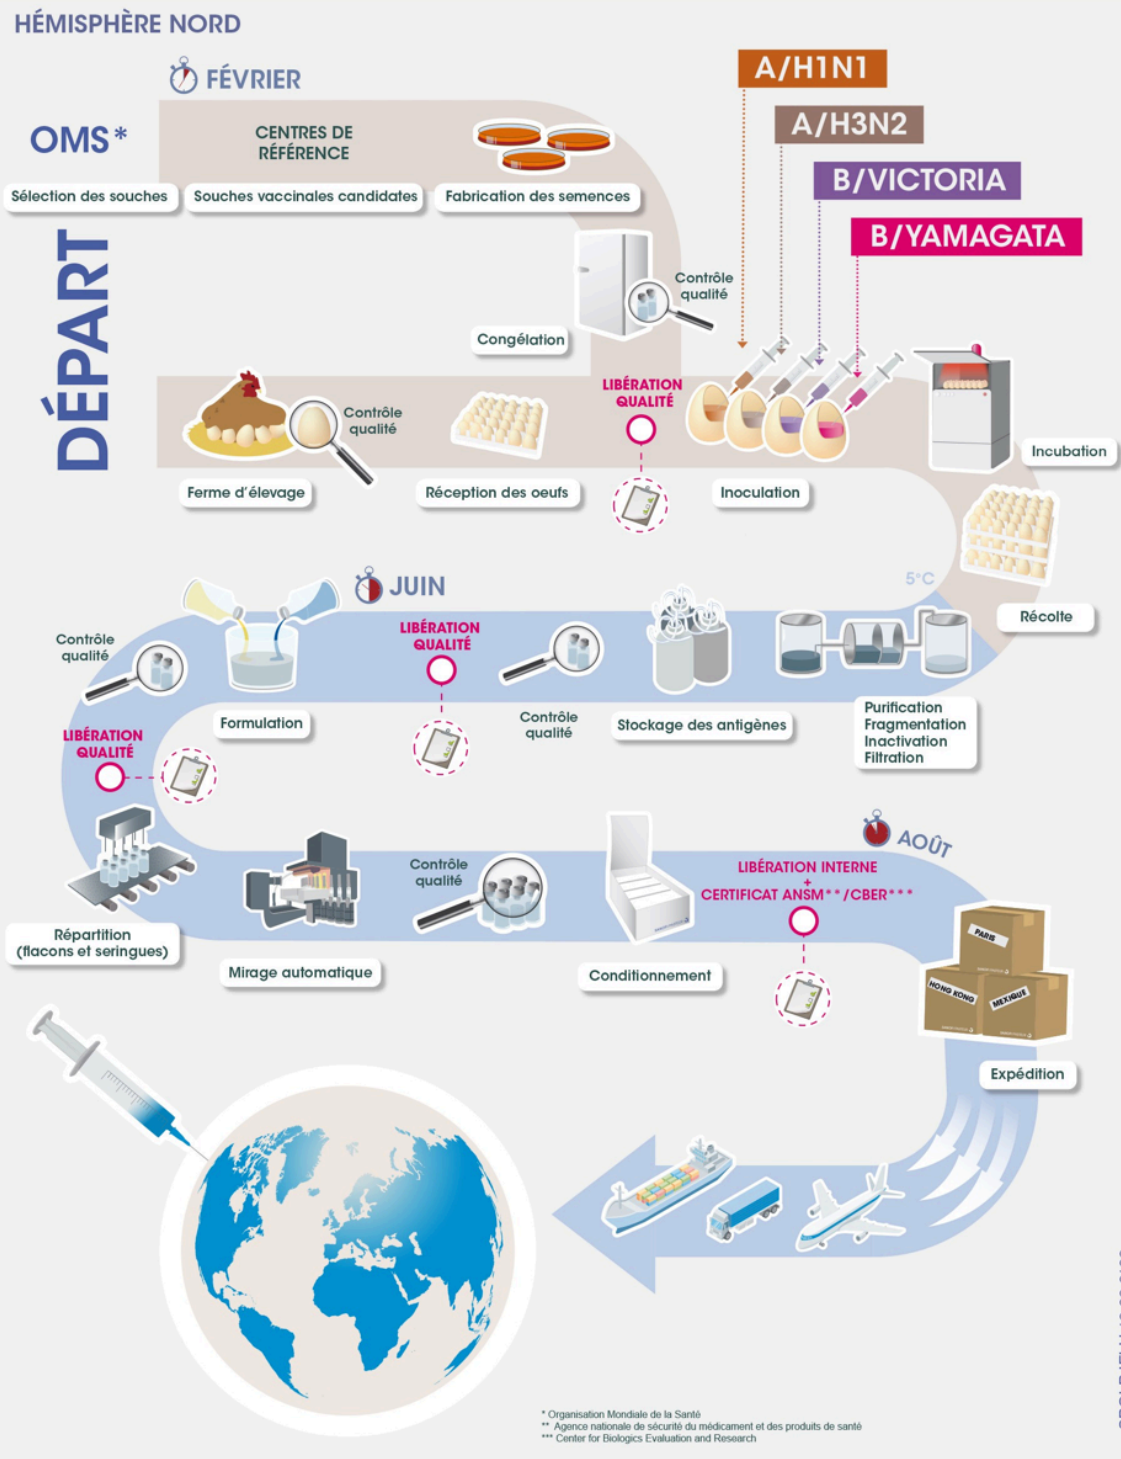 HÉMISPHÈRE NORD
FÉVRIER
OMS*
CENTRES DE
RÉFÉRENCE
Sélection des souches
Souches vaccinales candidates
Fabrication des semences
A/H1N1
A/H3N2
B/VICTORIA
B/YAMAGATA
DÉPART
Contrôle
qualité
Congélation
LIBÉRATION
QUALITÉ
Contrôle
qualité
Ferme d'élevage
Réception des oeufs
Inoculation
Incubation
5°C
Récolte
JUIN
LIBÉRATION
QUALITÉ
Contrôle
qualité
Formulation
Contrôle
qualité
Stockage des antigènes
Purification
Fragmentation
Inactivation
Filtration
LIBÉRATION
QUALITÉ
AOÛT
Contrôle
qualité
LIBÉRATION INTERNE
+
CERTIFICAT ANSM**/CBER***
Répartition
(flacons et seringues)
Mirage automatique
Conditionnement
PARIS
HONG KONG
MEXIQUE
Expédition
* Organisation Mondiale de la Santé
** Agence nationale de sécurité du médicament et des produits de santé
*** Center for Biologics Evaluation and Research